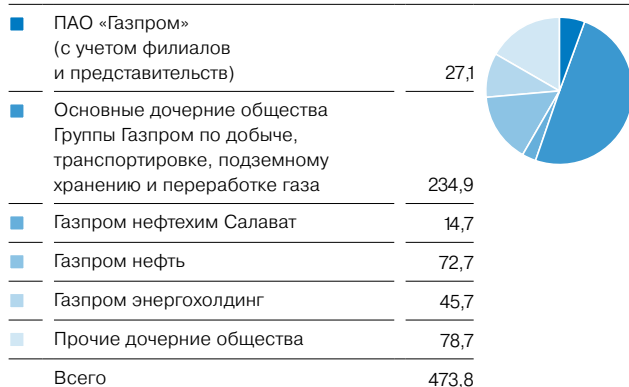 ПАО «Газпром»
(с учетом филиалов
и представительств) 27,1
Основные дочерние общества
Группы Газпром по добыче,
транспортировке, подземному
хранению и переработке газа 234,9
Газпром нефтехим Салават 14,7
Газпром нефть 72,7
Газпром энергохолдинг 45,7
Прочие дочерние общества 78,7
Всего 473,8